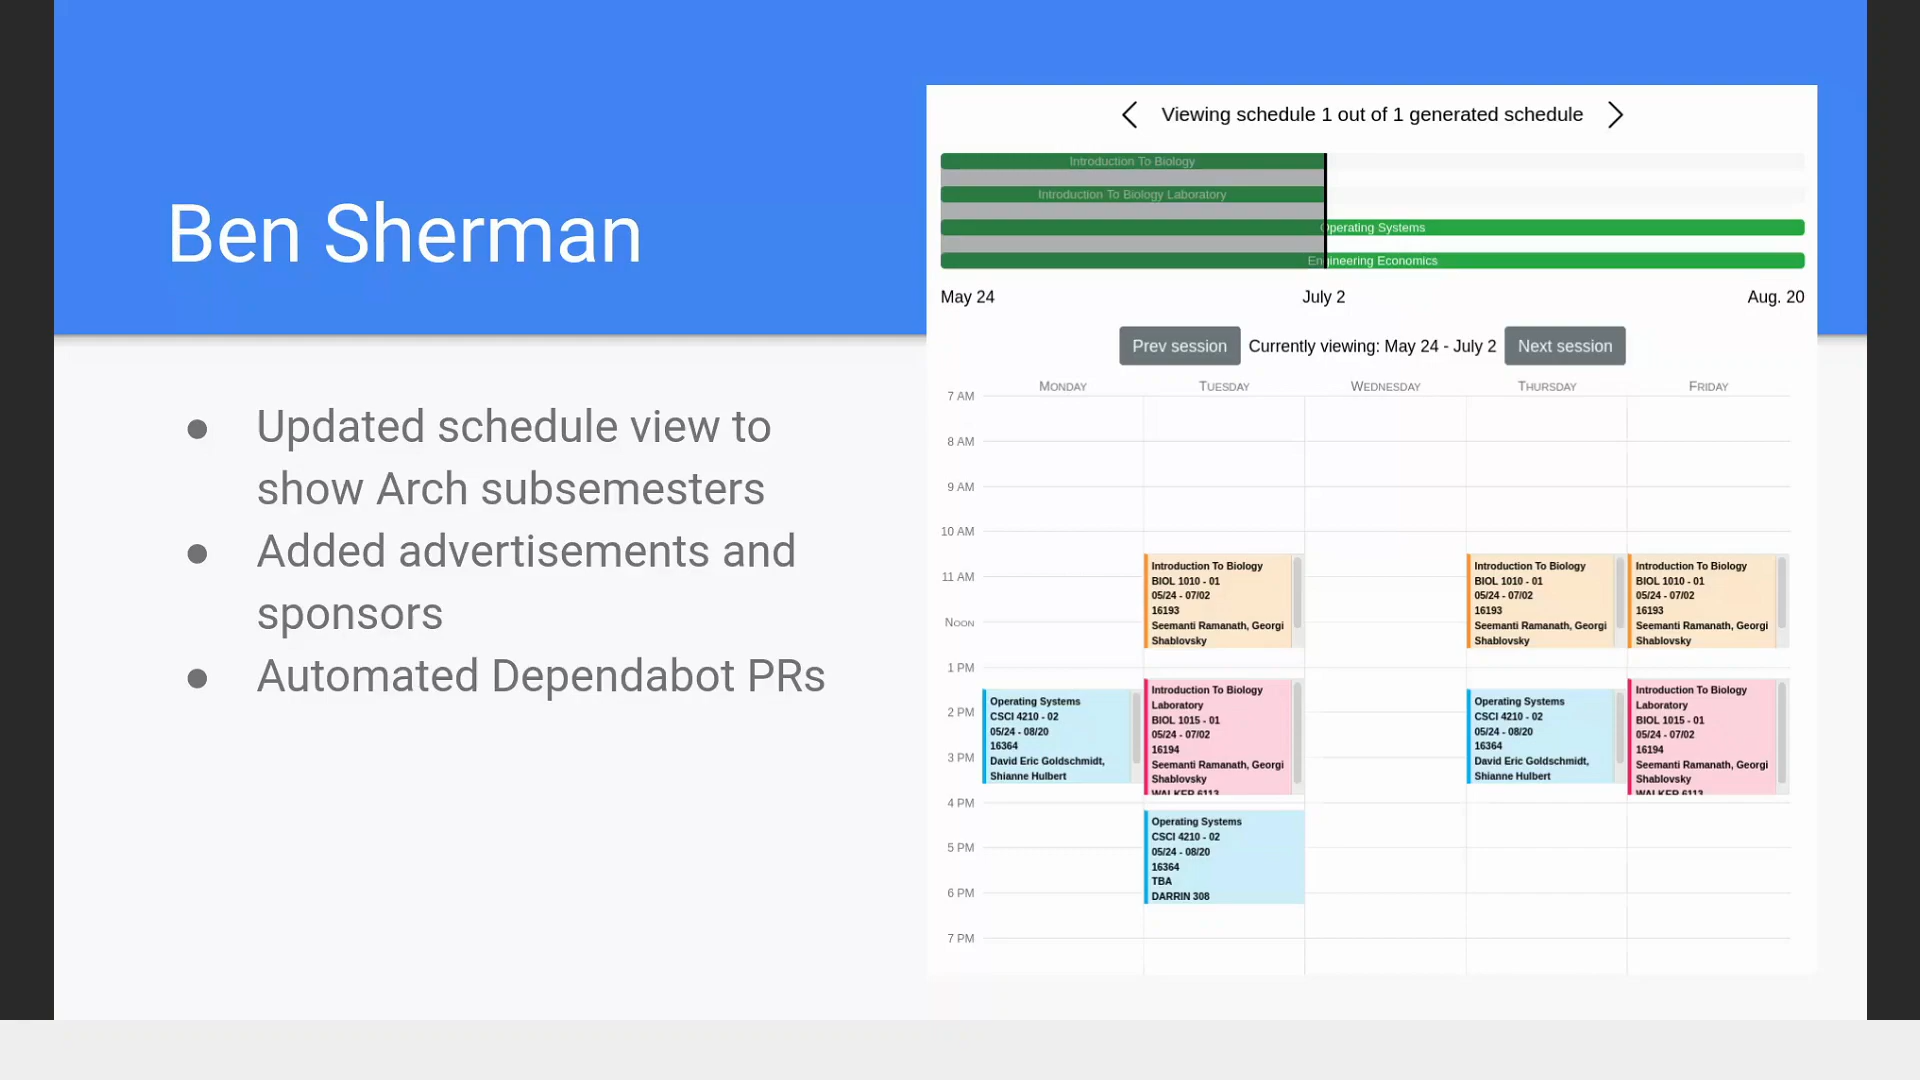 Ben Sherman
● Updated schedule view to
show Arch subsemesters
● Added advertisements and
sponsors
● Automated Dependabot PRs
Viewing schedule 1 out of 1 generated schedule
Introduction To Biology
Introduction To Biology Laboratory
Operating Systems
Engineering Economics
May 24 July 2 Aug. 20
Prev session Currently viewing: May 24 - July 2 Next session
MONDAY TUESDAY WEDNESDAY THURSDAY FRIDAY
7 AM
8 AM
9 AM
10 AM
11 AM
NOON
1 PM
2 PM
3 PM
4 PM
5 PM
6 PM
7 PM
Operating Systems
CSCI 4210 - 02
05/24 - 08/20
16364
David Eric Goldschmidt,
Shianne Hulbert
Introduction To Biology
BIOL 1010 - 01
05/24 - 07/02
16193
Seemanti Ramanath, Georgi
Shablovsky
Introduction To Biology
Laboratory
BIOL 1015 - 01
05/24 - 07/02
16194
Seemanti Ramanath, Georgi
Shablovsky
WALKER 6113
Operating Systems
CSCI 4210 - 02
05/24 - 08/20
16364
TBA
DARRIN 308
Introduction To Biology
BIOL 1010 - 01
05/24 - 07/02
16193
Seemanti Ramanath, Georgi
Shablovsky
Operating Systems
CSCI 4210 - 02
05/24 - 08/20
16364
David Eric Goldschmidt,
Shianne Hulbert
Introduction To Biology
BIOL 1010 - 01
05/24 - 07/02
16193
Seemanti Ramanath, Georgi
Shablovsky
Introduction To Biology
Laboratory
BIOL 1015 - 01
05/24 - 07/02
16194
Seemanti Ramanath, Georgi
Shablovsky
WALKER 6113